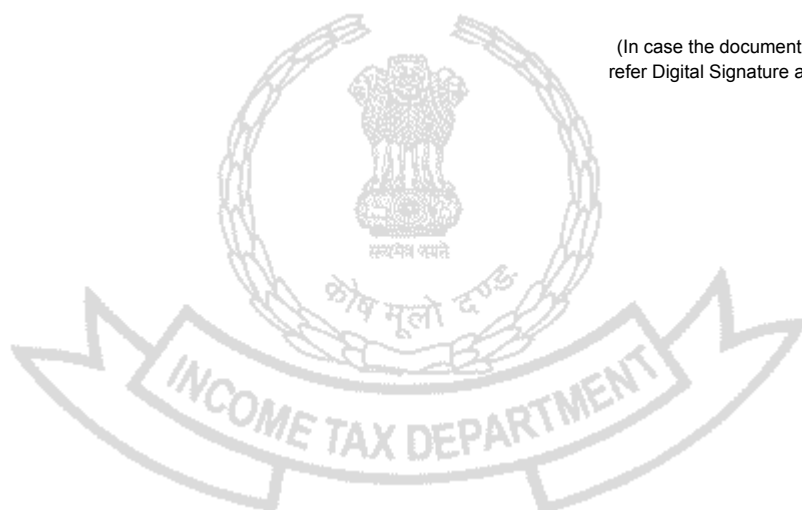 (In case the document
refer Digital Signature a
सत्यमेव जयते
कोष मूलो दण्डः
INCOME TAX DEPARTMENT